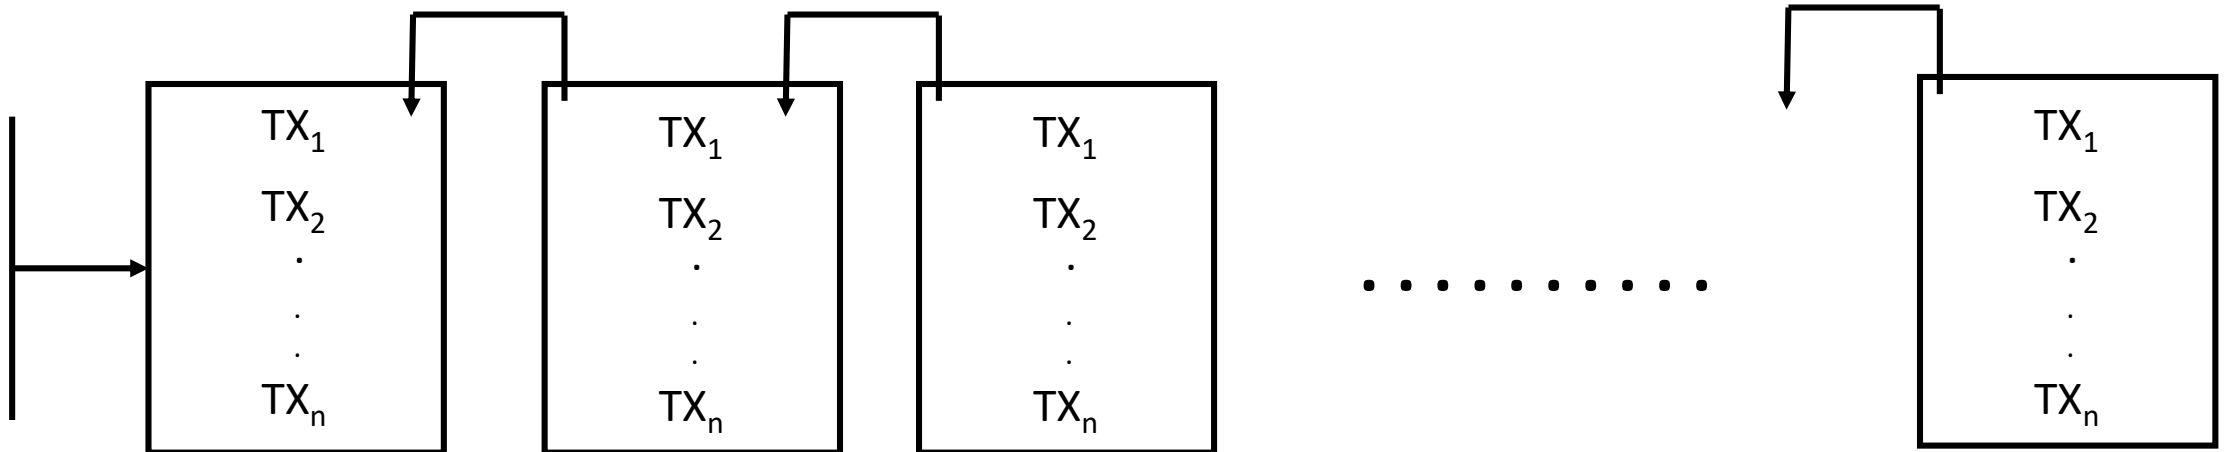 TX₁
TX₂
.
.
.
TXₙ
TX₁
TX₂
.
.
.
TXₙ
TX₁
TX₂
.
.
.
TXₙ
. . . . . . . . . .
TX₁
TX₂
.
.
.
TXₙ